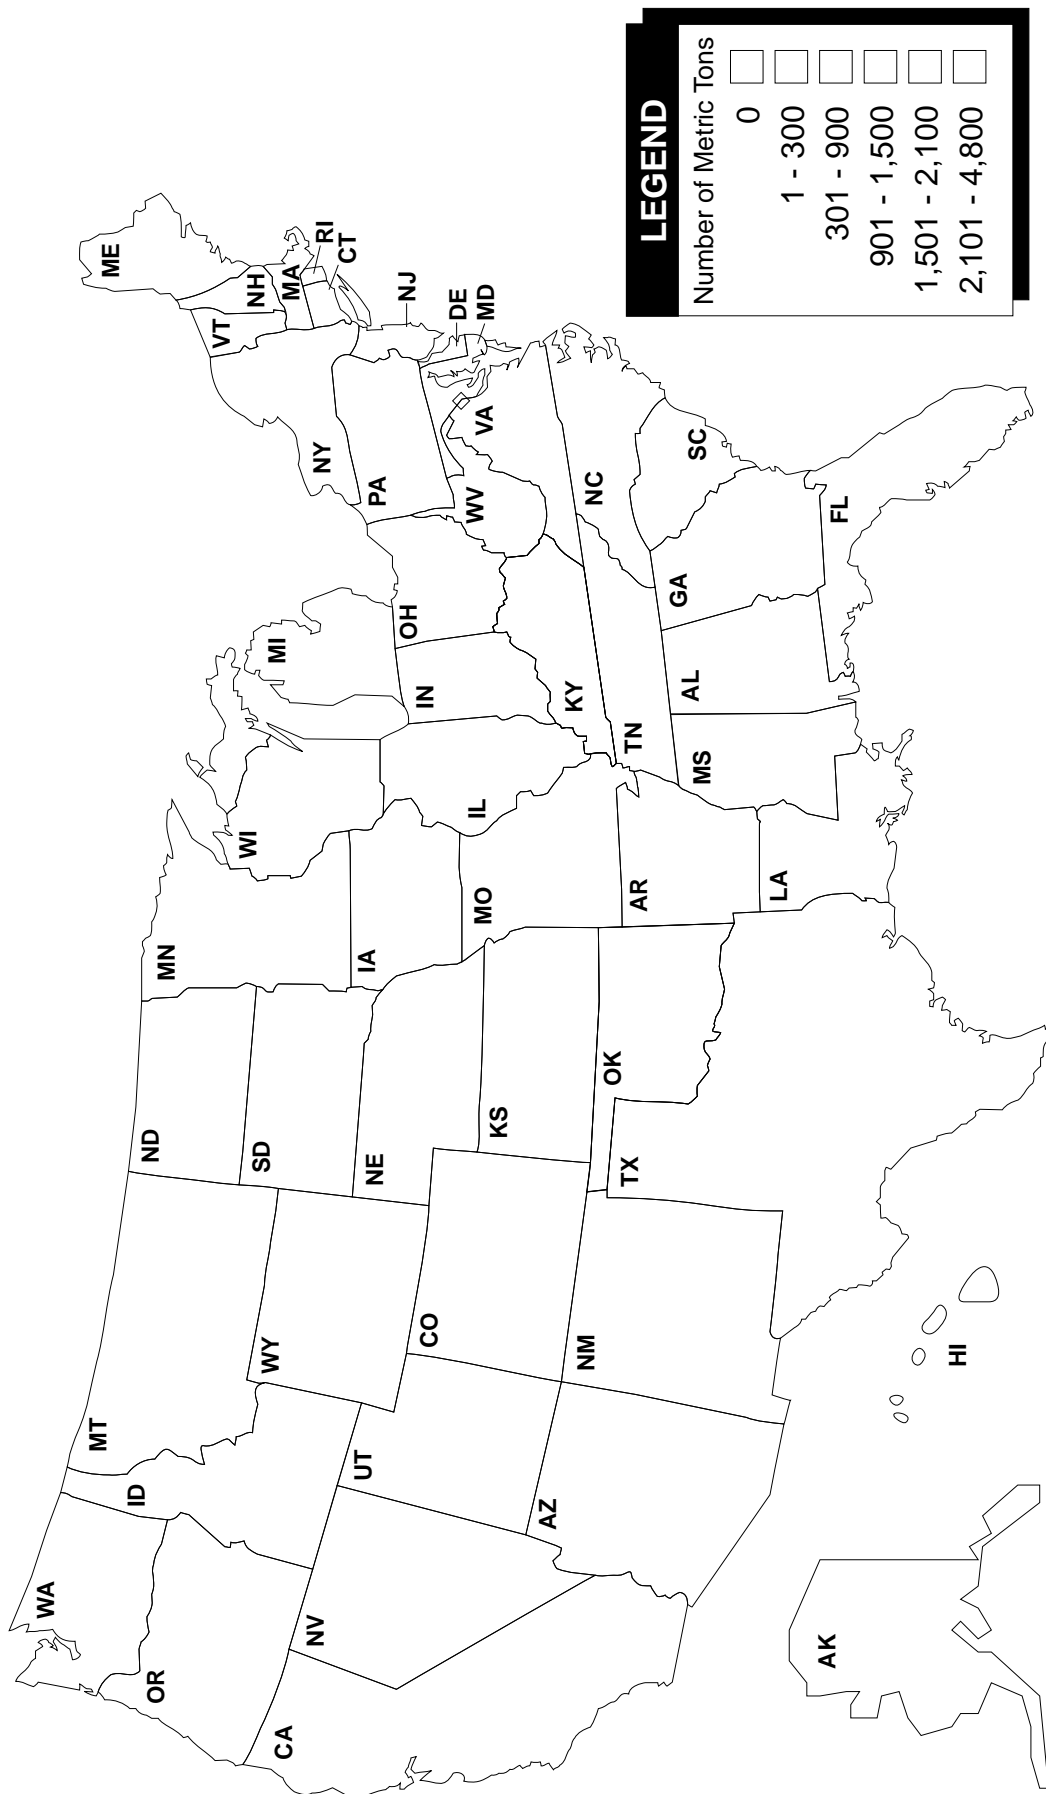 WA
OR
CA
NV
ID
MT
WY
UT
AZ
CO
NM
ND
SD
NE
KS
OK
TX
MN
IA
MO
AR
LA
WI
IL
MI
IN
OH
KY
TN
MS
AL
GA
FL
SC
NC
VA
WV
PA
NY
VT
NH
ME
MA
RI
CT
NJ
DE
MD
AK
HI
LEGEND
Number of Metric Tons
0
1 - 300
301 - 900
901 - 1,500
1,501 - 2,100
2,101 - 4,800